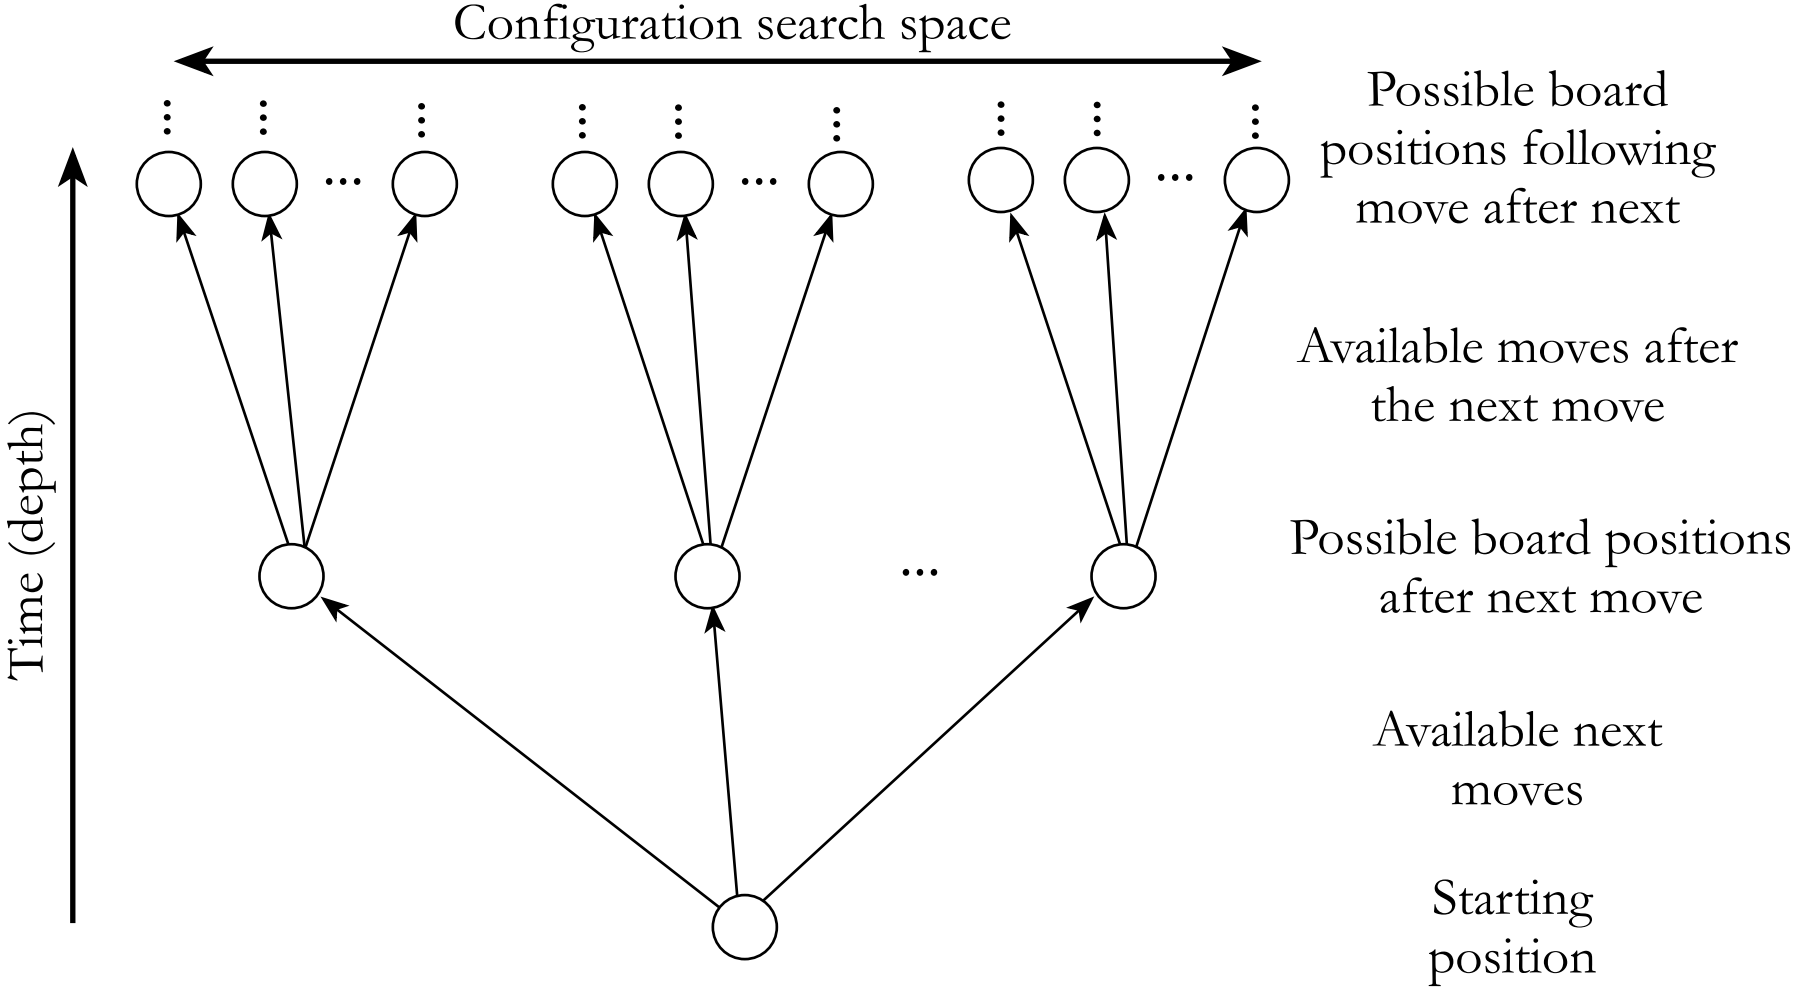 Configuration search space
Possible board
positions following
move after next
Available moves after
the next move
Time (depth)
Possible board positions
after next move
Available next
moves
Starting
position